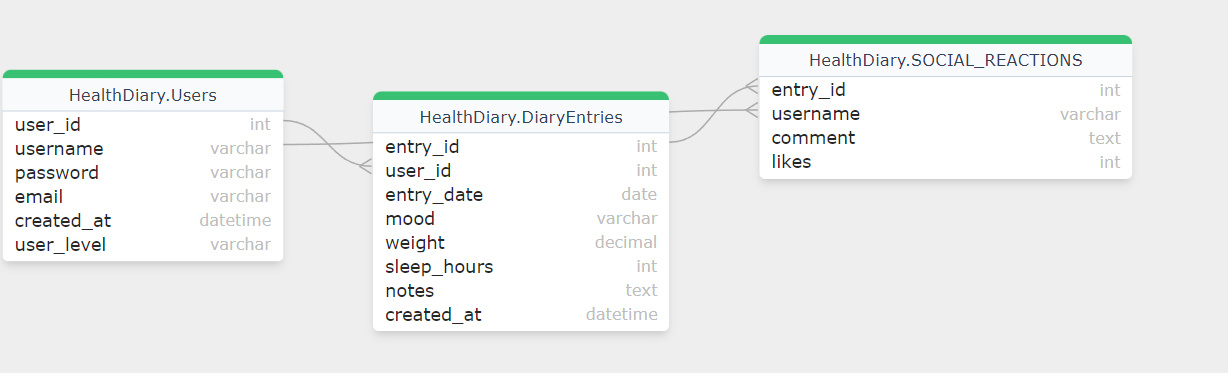 HealthDiary.Users
user_id int
username varchar
password varchar
email varchar
created_at datetime
user_level varchar
HealthDiary.DiaryEntries
entry_id int
user_id int
entry_date date
mood varchar
weight decimal
sleep_hours int
notes text
created_at datetime
HealthDiary.SOCIAL_REACTIONS
entry_id int
username varchar
comment text
likes int